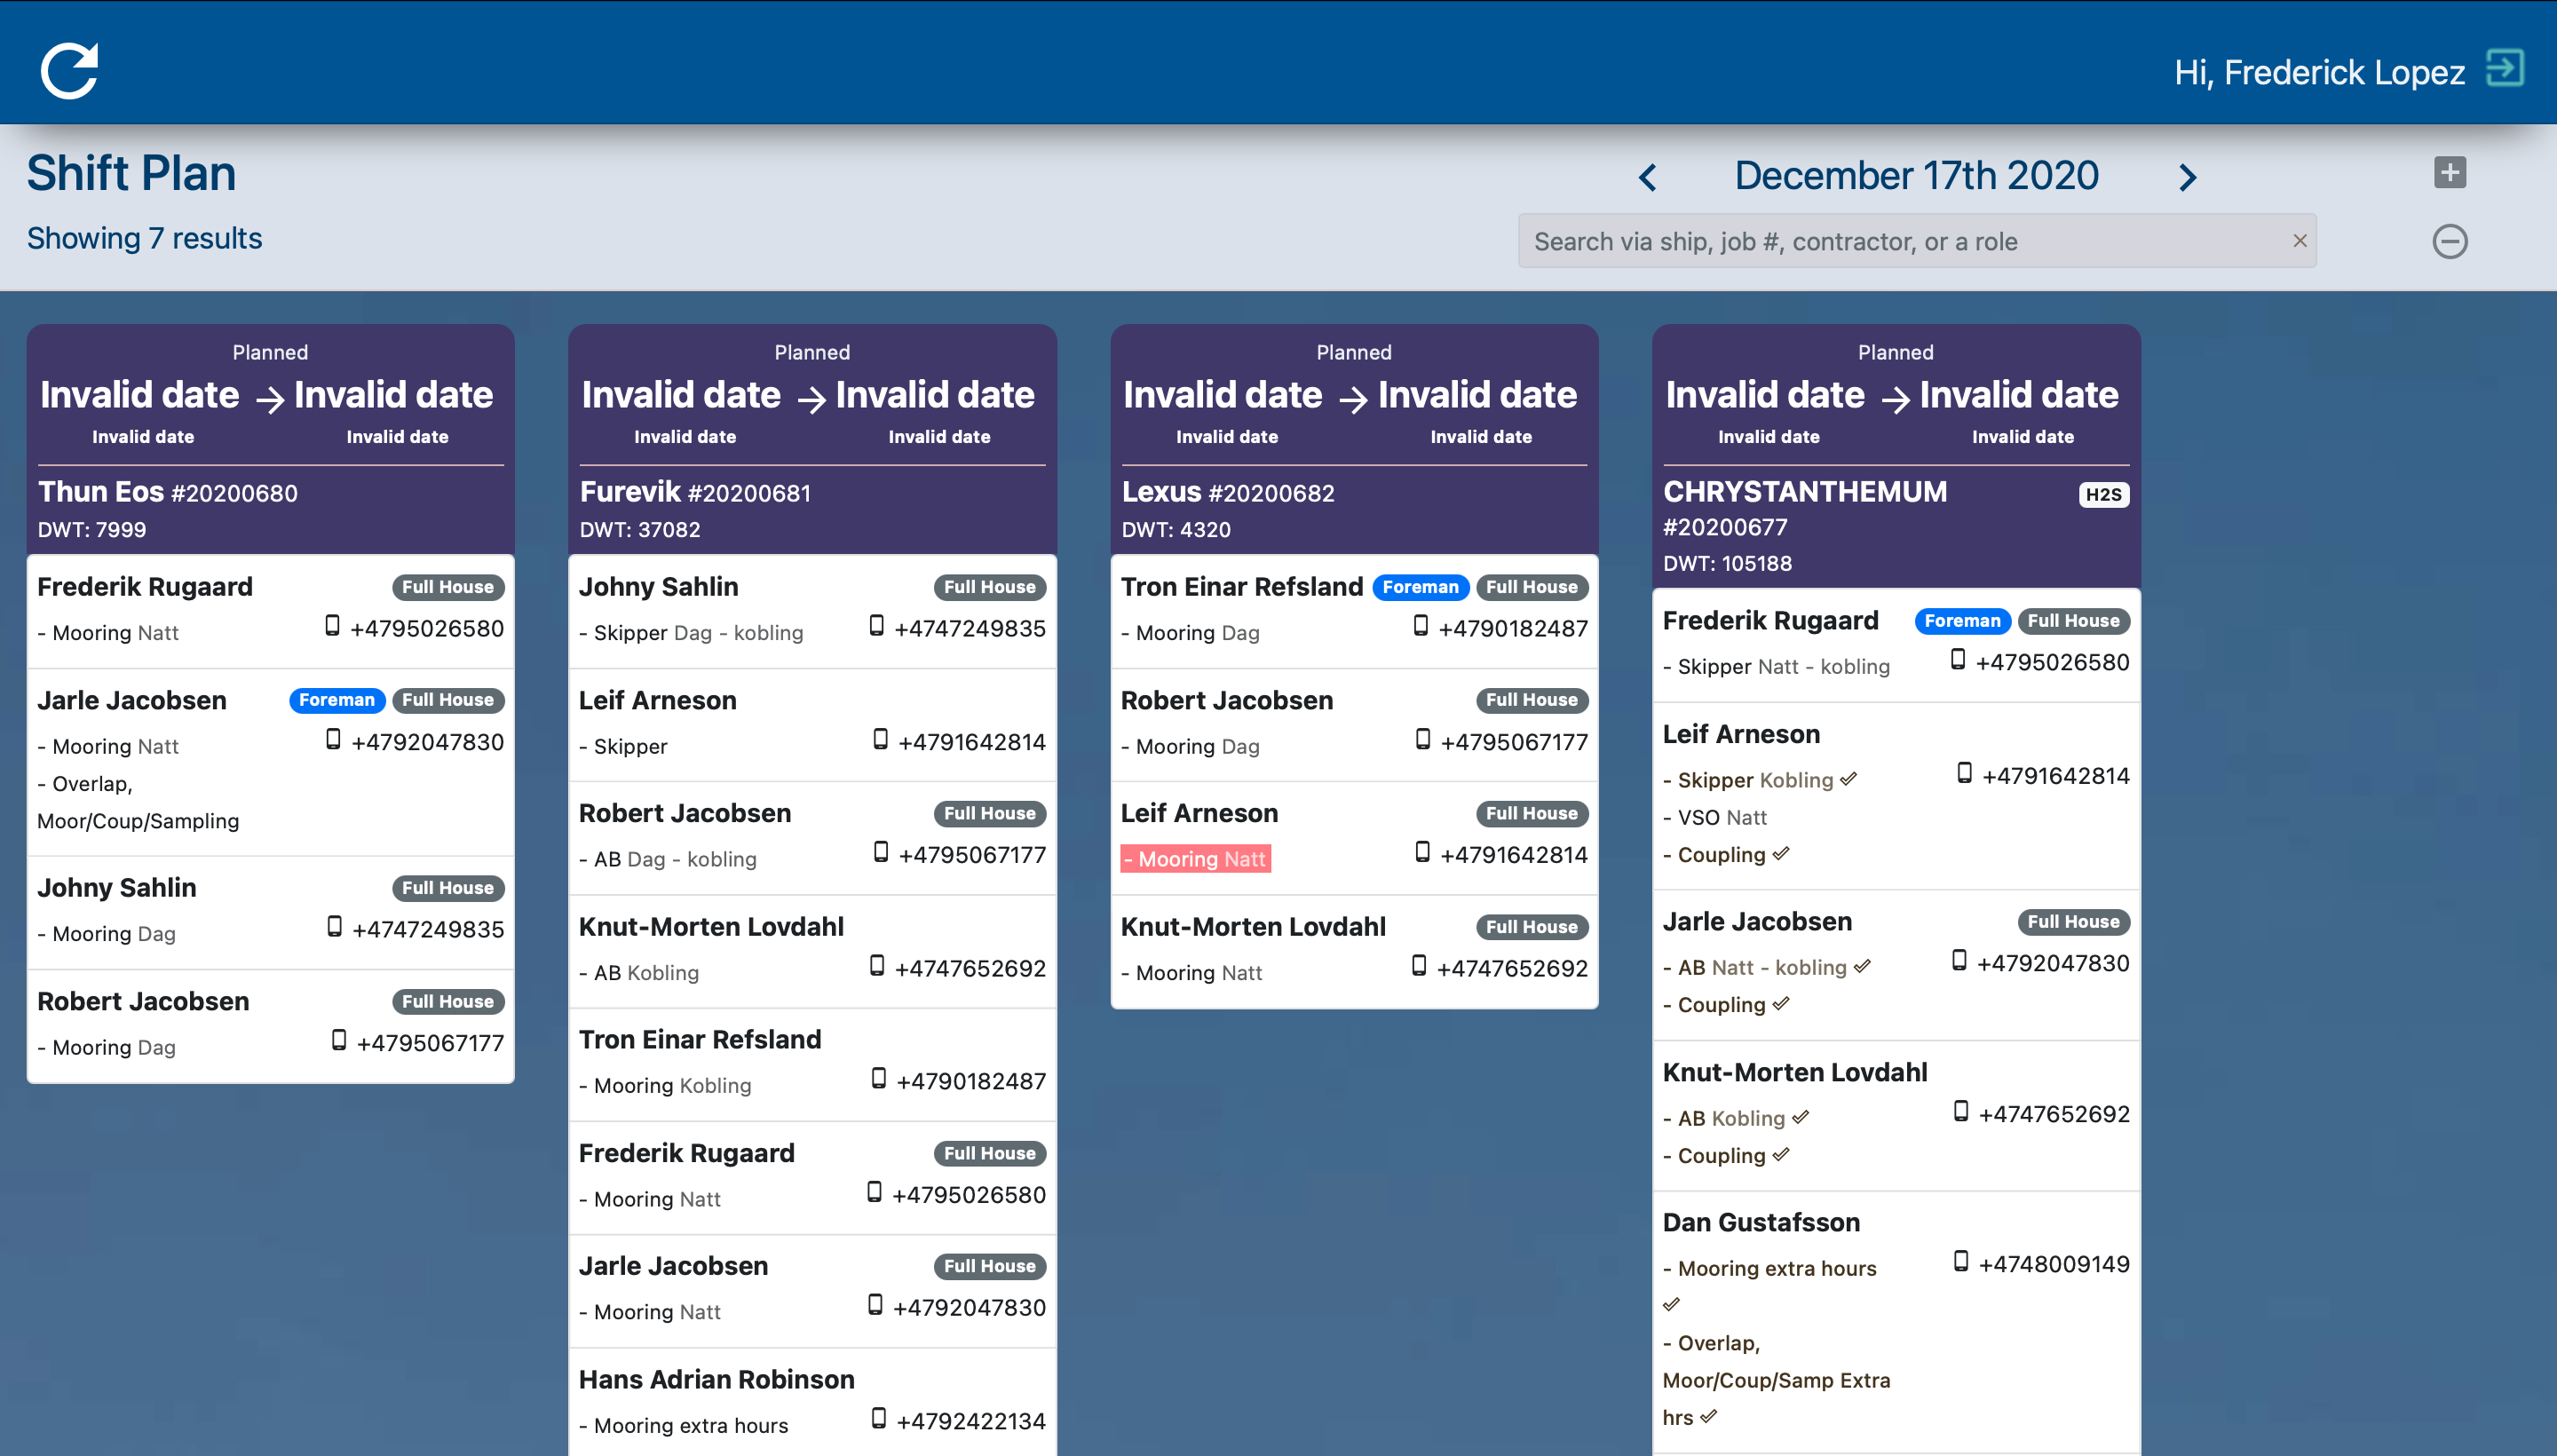 Hi, Frederick Lopez
Shift Plan
December 17th 2020
Showing 7 results
Search via ship, job #, contractor, or a role
Planned
Invalid date → Invalid date
Invalid date Invalid date
Thun Eos #20200680
DWT: 7999
Frederik Rugaard Full House
- Mooring Natt +4795026580
Jarle Jacobsen Foreman Full House
- Mooring Natt +4792047830
- Overlap,
Moor/Coup/Sampling
Johny Sahlin Full House
- Mooring Dag +4747249835
Robert Jacobsen Full House
- Mooring Dag +4795067177
Planned
Invalid date → Invalid date
Invalid date Invalid date
Furevik #20200681
DWT: 37082
Johny Sahlin Full House
- Skipper Dag - kobling +4747249835
Leif Arneson
- Skipper +4791642814
Robert Jacobsen Full House
- AB Dag - kobling +4795067177
Knut-Morten Lovdahl
- AB Kobling +4747652692
Tron Einar Refsland
- Mooring Kobling +4790182487
Frederik Rugaard Full House
- Mooring Natt +4795026580
Jarle Jacobsen Full House
- Mooring Natt +4792047830
Hans Adrian Robinson
- Mooring extra hours +4792422134
Planned
Invalid date → Invalid date
Invalid date Invalid date
Lexus #20200682
DWT: 4320
Tron Einar Refsland Foreman Full House
- Mooring Dag +4790182487
Robert Jacobsen Full House
- Mooring Dag +4795067177
Leif Arneson Full House
- Mooring Natt +4791642814
Knut-Morten Lovdahl Full House
- Mooring Natt +4747652692
Planned
Invalid date → Invalid date
Invalid date Invalid date
CHRYSTANTHEMUM H2S
#20200677
DWT: 105188
Frederik Rugaard Foreman Full House
- Skipper Natt - kobling +4795026580
Leif Arneson
- Skipper Kobling +4791642814
- VSO Natt
- Coupling
Jarle Jacobsen Full House
- AB Natt - kobling +4792047830
- Coupling
Knut-Morten Lovdahl
- AB Kobling +4747652692
- Coupling
Dan Gustafsson
- Mooring extra hours +4748009149
- Overlap,
Moor/Coup/Samp Extra
hrs